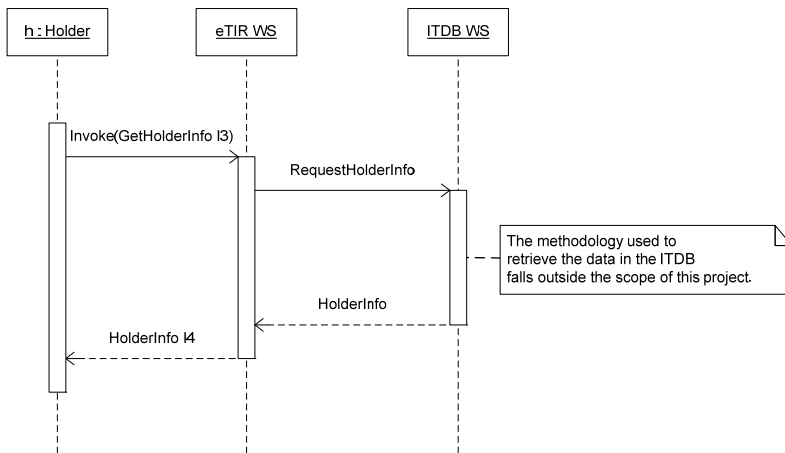 h : Holder
eTIR WS
ITDB WS
Invoke(GetHolderInfo I3)
RequestHolderInfo
The methodology used to
retrieve the data in the ITDB
falls outside the scope of this project.
HolderInfo
HolderInfo I4